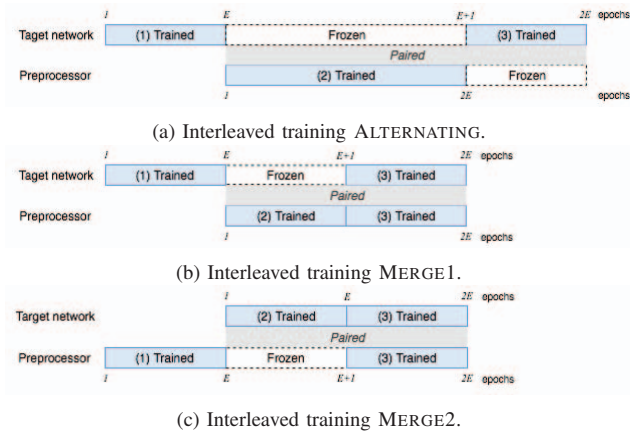 1 E E+1 2E epochs
Taget network (1) Trained Frozen (3) Trained
Paired
Preprocessor (2) Trained Frozen
1 2E epochs
(a) Interleaved training ALTERNATING.
1 E E+1 2E epochs
Taget network (1) Trained Frozen (3) Trained
Paired
Preprocessor (2) Trained (3) Trained
1 2E epochs
(b) Interleaved training MERGE1.
1 E 2E epochs
Target network (2) Trained (3) Trained
Paired
Preprocessor (1) Trained Frozen (3) Trained
1 E E+1 2E epochs
(c) Interleaved training MERGE2.